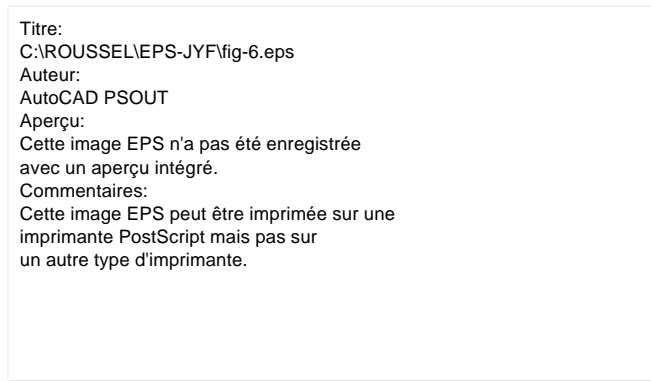 Titre:
C:\ROUSSEL\EPS-JYF\fig-6.eps
Auteur:
AutoCAD PSOUT
Aperçu:
Cette image EPS n'a pas été enregistrée
avec un aperçu intégré.
Commentaires:
Cette image EPS peut être imprimée sur une
imprimante PostScript mais pas sur
un autre type d'imprimante.